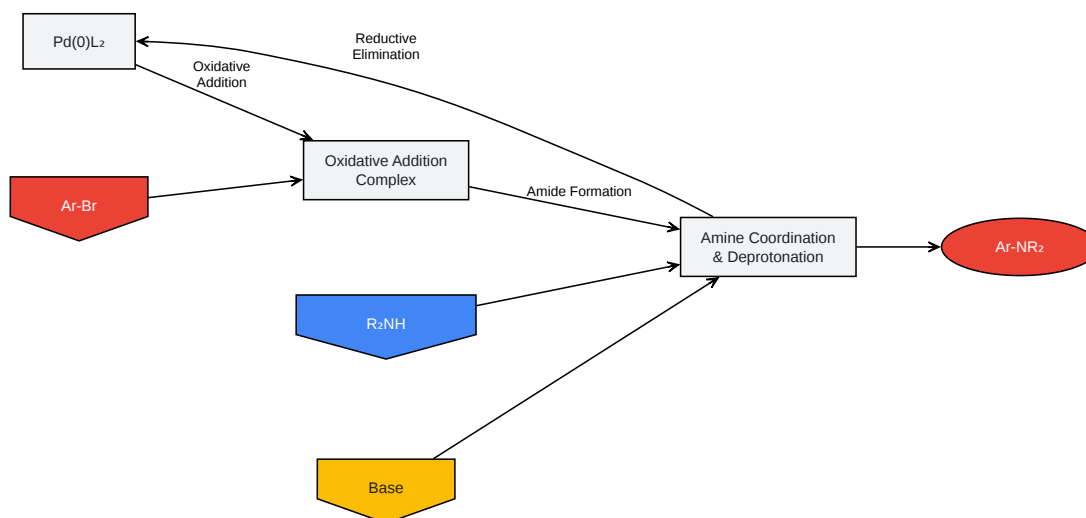 Pd(0)L₂
Reductive
Elimination
Oxidative
Addition
Oxidative Addition
Complex
Ar-Br
Amide Formation
Amine Coordination
& Deprotonation
Ar-NR₂
R₂NH
Base